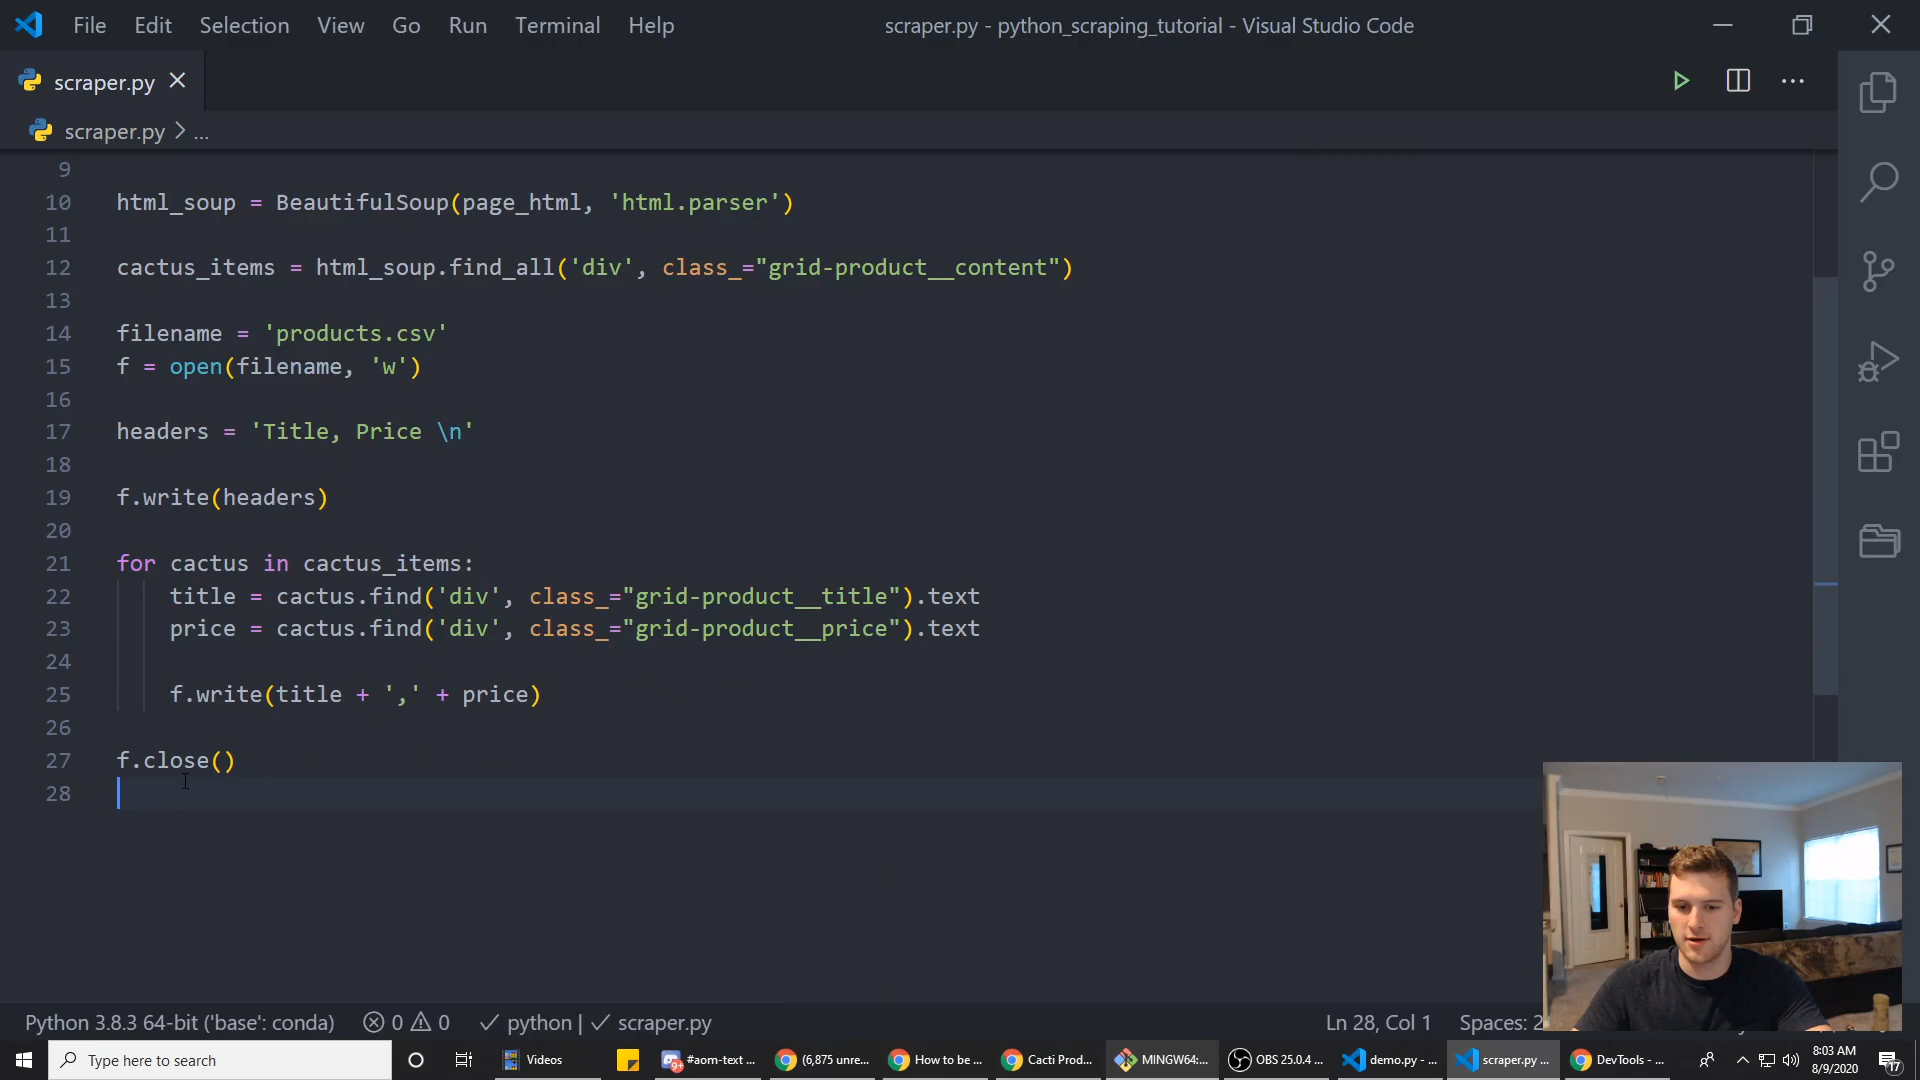 File Edit Selection View Go Run Terminal Help scraper.py - python_scraping_tutorial - Visual Studio Code
scraper.py
scraper.py > ...
9
10 html_soup = BeautifulSoup(page_html, 'html.parser')
11
12 cactus_items = html_soup.find_all('div', class_="grid-product__content")
13
14 filename = 'products.csv'
15 f = open(filename, 'w')
16
17 headers = 'Title, Price \n'
18
19 f.write(headers)
20
21 for cactus in cactus_items:
22 title = cactus.find('div', class_="grid-product__title").text
23 price = cactus.find('div', class_="grid-product__price").text
24
25 f.write(title + ',' + price)
26
27 f.close()
28
Python 3.8.3 64-bit ('base': conda) 0 0 python | scraper.py Ln 28, Col 1 Spaces: 2
Type here to search Videos #aom-text ... (6,875 unre... How to be ... Cacti Prod... MINGW64:... OBS 25.0.4 ... demo.py - ... scraper.py ... DevTools - ... 8:03 AM
8/9/2020 17